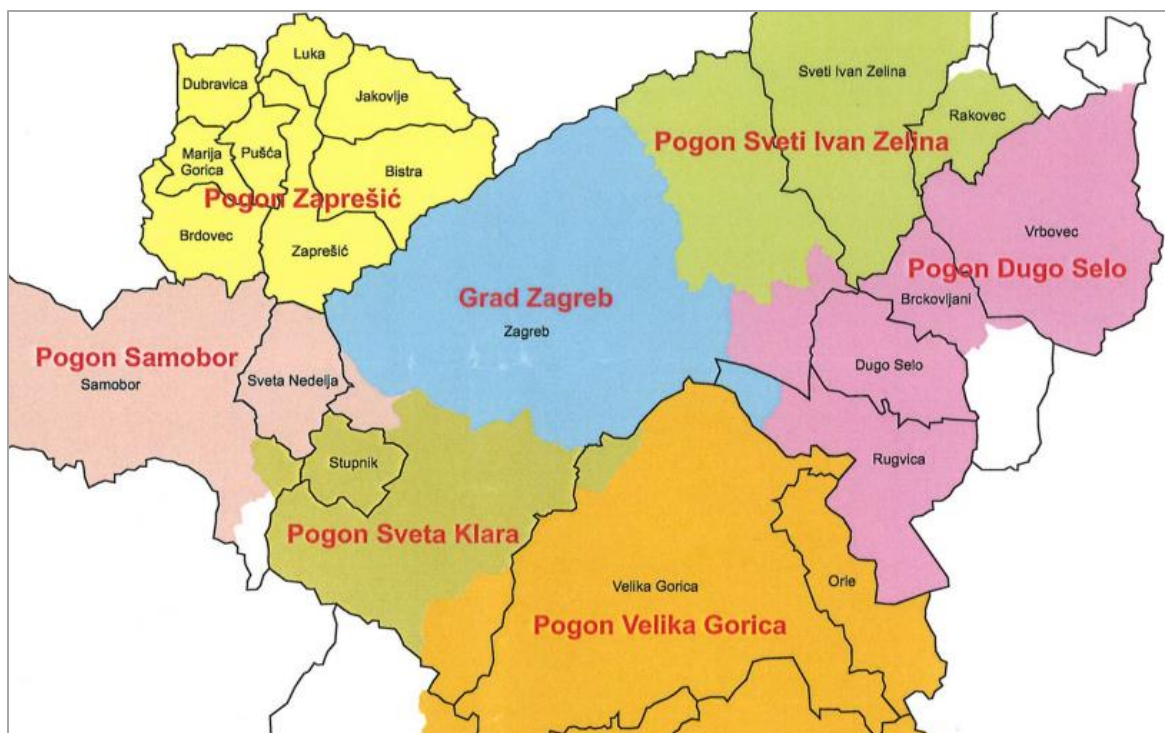 Luka
Dubravica
Jakovlje
Sveti Ivan Zelina
Rakovec
Pogon Sveti Ivan Zelina
Marija
Gorica
Pušća
Bistra
Pogon Zaprešić
Brdovec
Zaprešić
Vrbovec
Pogon Dugo Selo
Brckovljani
Grad Zagreb
Zagreb
Pogon Samobor
Samobor
Sveta Nedelja
Dugo Selo
Stupnik
Rugvica
Pogon Sveta Klara
Velika Gorica
Orle
Pogon Velika Gorica